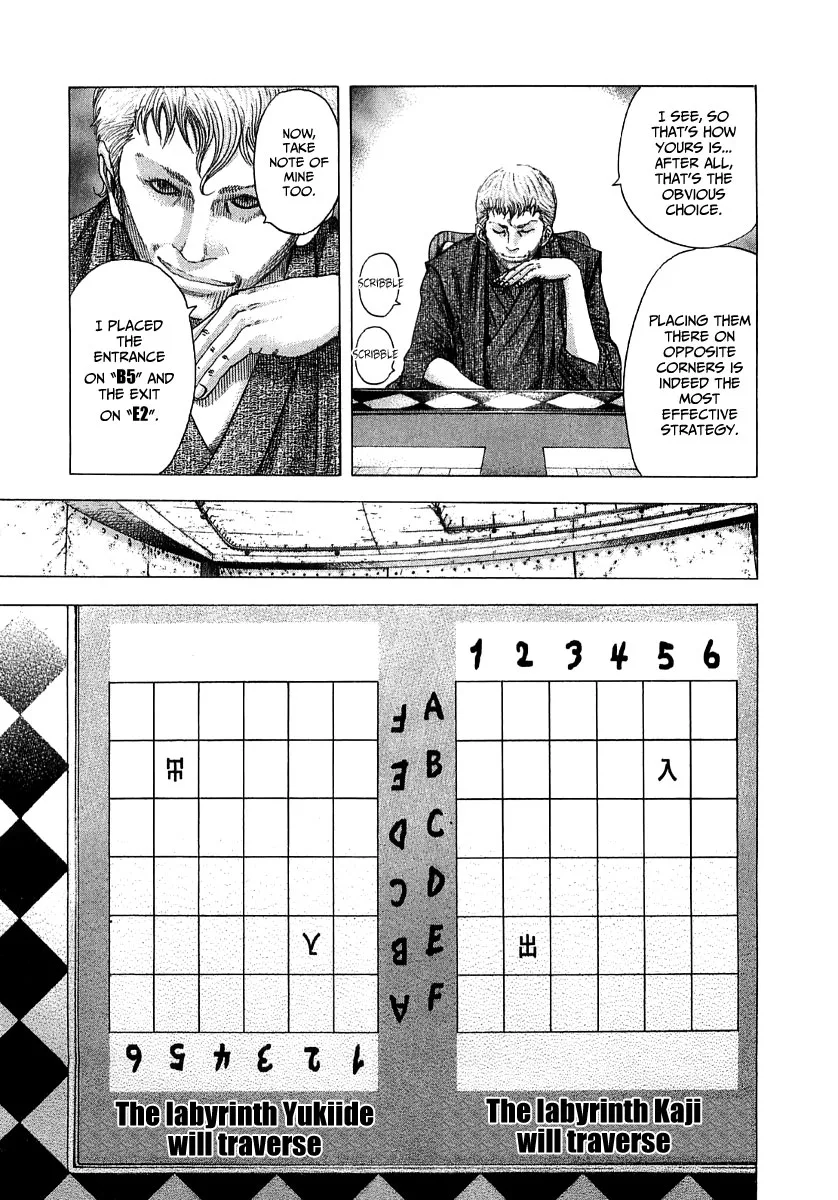 I SEE, SO
THAT'S HOW
YOURS IS...
AFTER ALL,
THAT'S THE
OBVIOUS
CHOICE.
PLACING THEM
THERE ON
OPPOSITE
CORNERS IS
INDEED THE
MOST
EFFECTIVE
STRATEGY.
SCRIBBLE
SCRIBBLE
NOW,
TAKE
NOTE OF
MINE
TOO.
I PLACED
THE
ENTRANCE
ON "B5" AND
THE EXIT
ON "E2".
1 2 3 4 5 6
A
B
C
D
E
F
入
出
The labyrinth Kaji
will traverse
F
E
D
C
B
A
出
入
6 5 4 3 2 1
The labyrinth Yukiide
will traverse